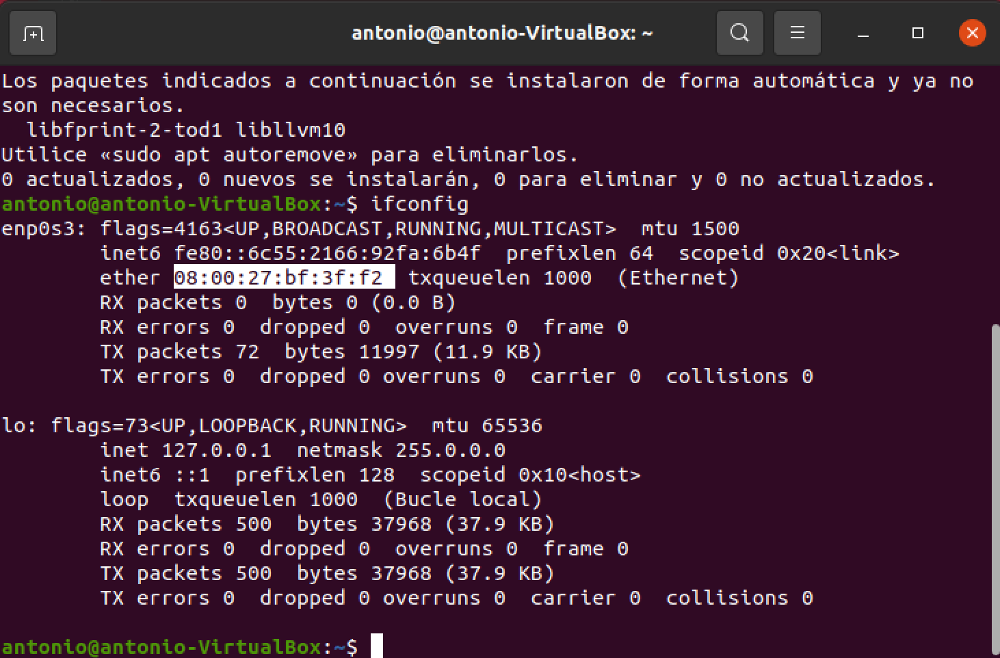 antonio@antonio-VirtualBox: ~
Los paquetes indicados a continuación se instalaron de forma automática y ya no
son necesarios.
  libfprint-2-tod1 libllvm10
Utilice «sudo apt autoremove» para eliminarlos.
0 actualizados, 0 nuevos se instalarán, 0 para eliminar y 0 no actualizados.
antonio@antonio-VirtualBox:~$ ifconfig
enp0s3: flags=4163<UP,BROADCAST,RUNNING,MULTICAST>  mtu 1500
        inet6 fe80::6c55:2166:92fa:6b4f  prefixlen 64  scopeid 0x20<link>
        ether 08:00:27:bf:3f:f2  txqueuelen 1000  (Ethernet)
        RX packets 0  bytes 0 (0.0 B)
        RX errors 0  dropped 0  overruns 0  frame 0
        TX packets 72  bytes 11997 (11.9 KB)
        TX errors 0  dropped 0 overruns 0  carrier 0  collisions 0
lo: flags=73<UP,LOOPBACK,RUNNING>  mtu 65536
        inet 127.0.0.1  netmask 255.0.0.0
        inet6 ::1  prefixlen 128  scopeid 0x10<host>
        loop  txqueuelen 1000  (Bucle local)
        RX packets 500  bytes 37968 (37.9 KB)
        RX errors 0  dropped 0  overruns 0  frame 0
        TX packets 500  bytes 37968 (37.9 KB)
        TX errors 0  dropped 0 overruns 0  carrier 0  collisions 0
antonio@antonio-VirtualBox:~$